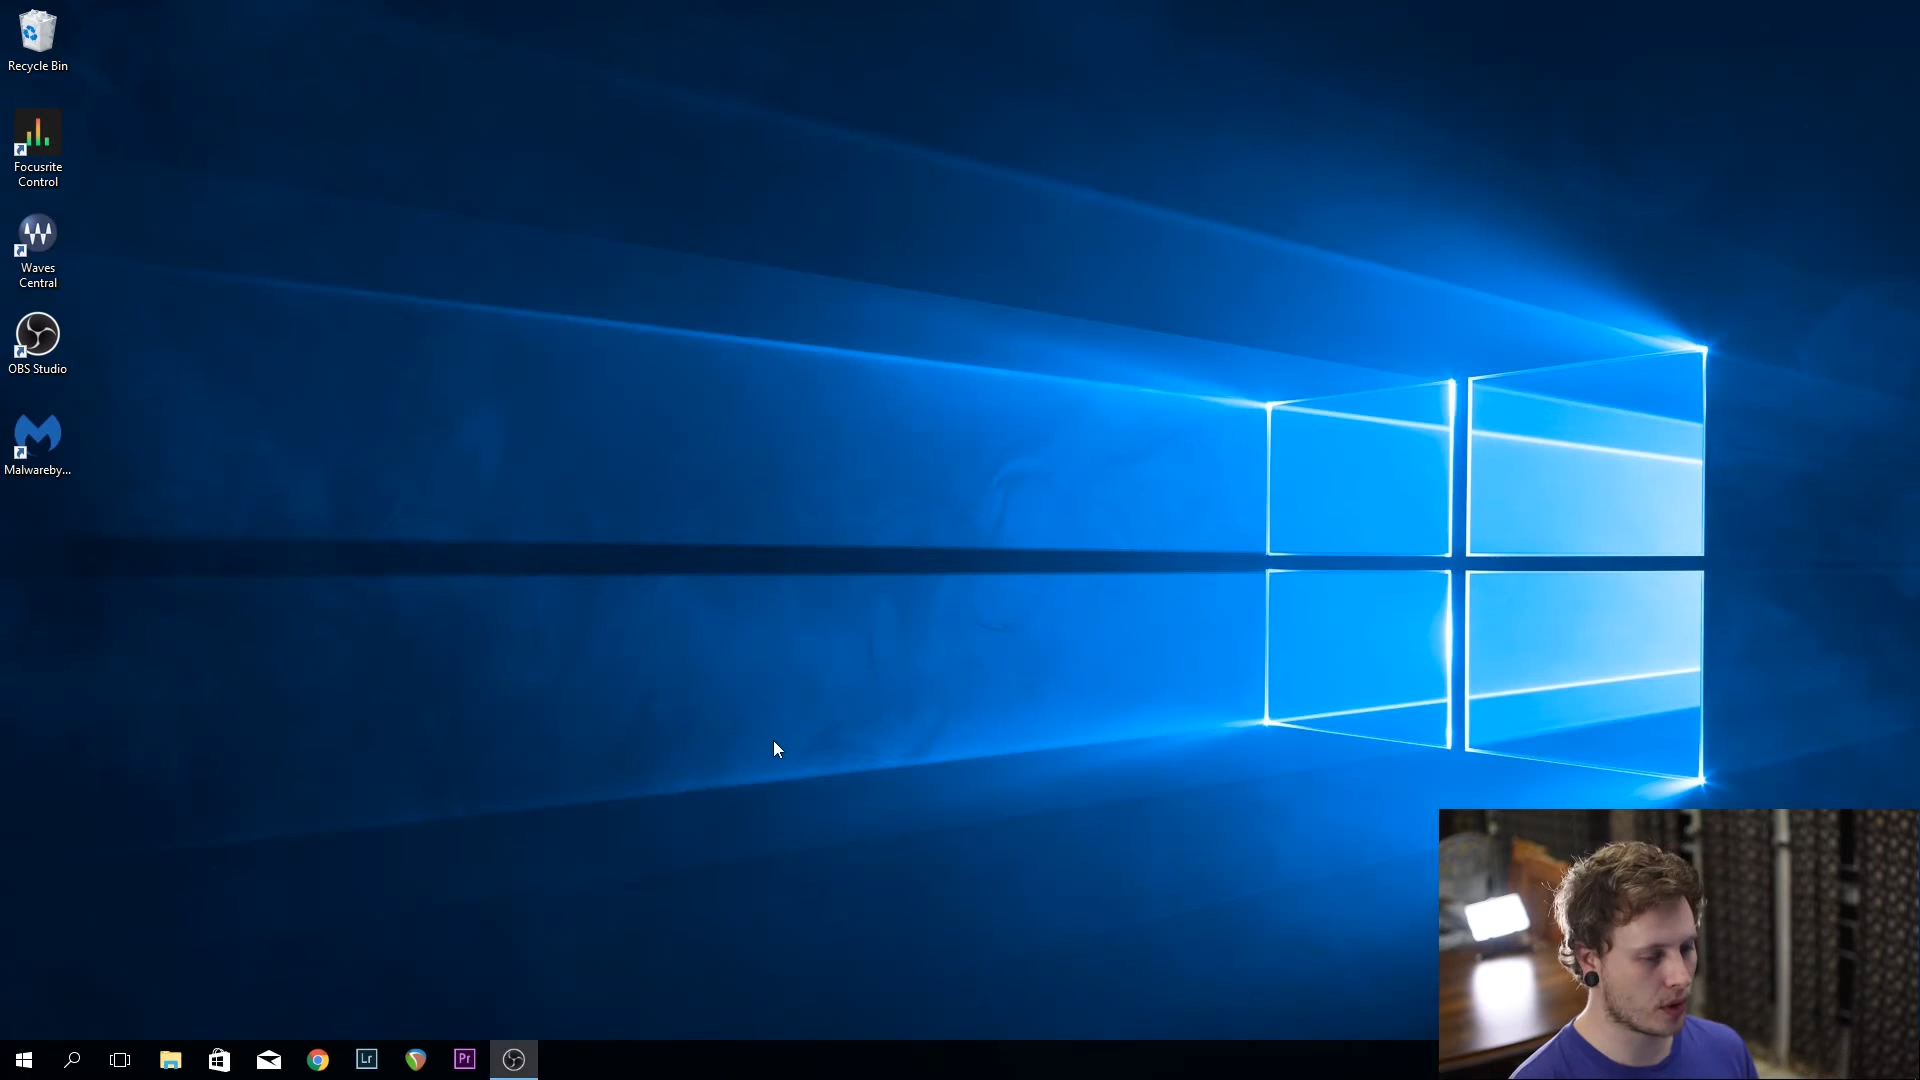 Recycle Bin
Focusrite
Control
Waves
Central
OBS Studio
Malwareby...
Lr
Pr